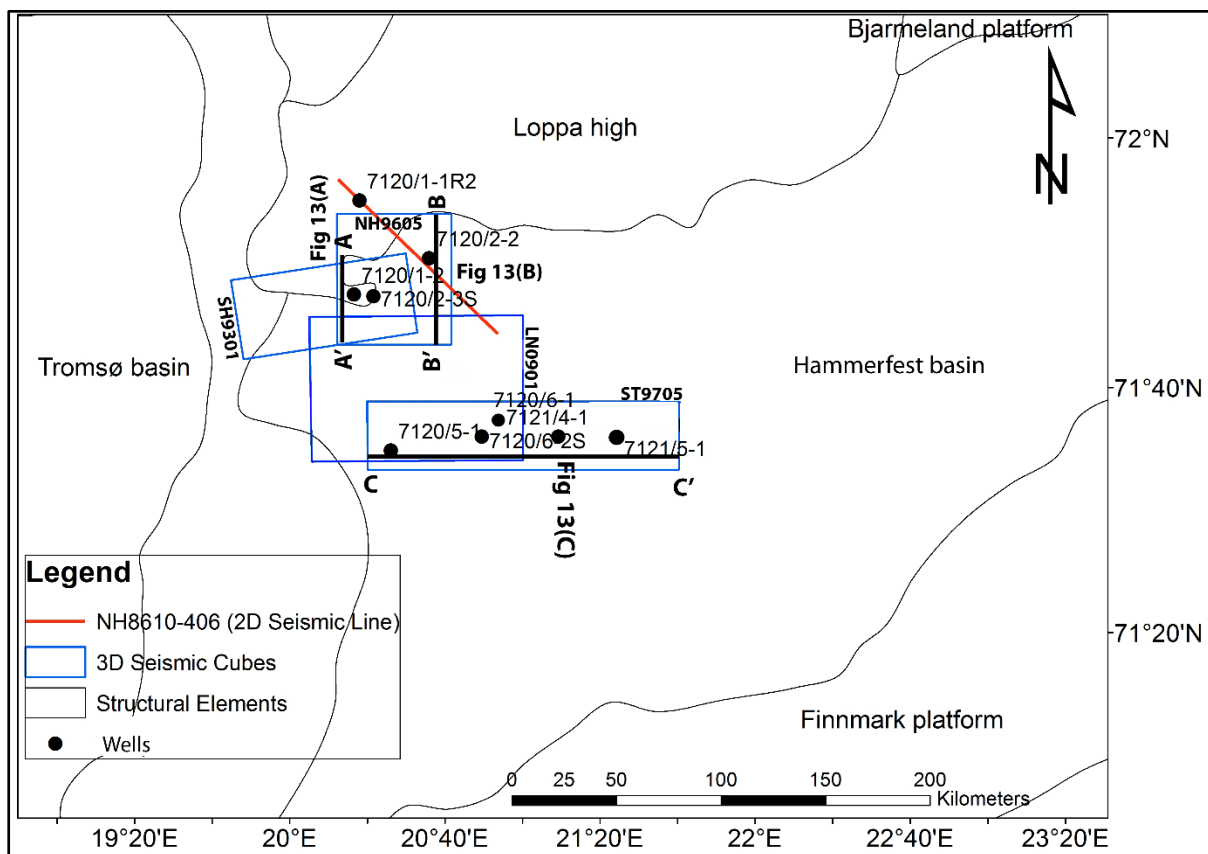 Bjarmeland platform
N
Loppa high
72°N
7120/1-1R2
Fig 13(A)
A
B
NH9605
7120/2-2
Fig 13(B)
7120/1-2
7120/2-3S
SH9301
A'
B'
LN0901
Tromsø basin
Hammerfest basin
71°40'N
ST9705
7120/6-1
7121/4-1
7120/5-1
7120/6-2S
7121/5-1
C
C'
Fig 13(C)
Legend
NH8610-406 (2D Seismic Line)
3D Seismic Cubes
Structural Elements
Wells
71°20'N
Finnmark platform
0 25 50 100 150 200
Kilometers
19°20'E 20°E 20°40'E 21°20'E 22°E 22°40'E 23°20'E